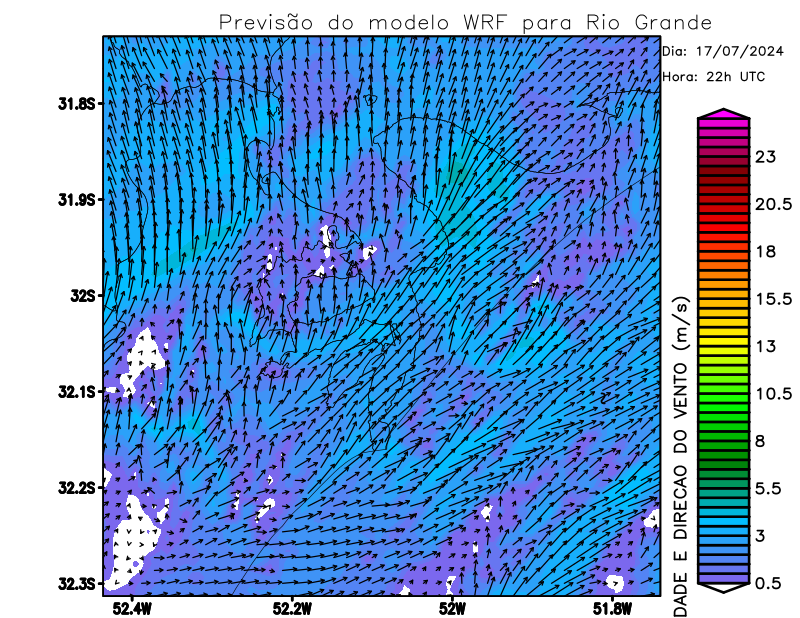 Previsão do modelo WRF para Rio Grande
Dia: 17/07/2024
Hora: 22h UTC
31.8S
31.9S
32S
32.1S
32.2S
32.3S
52.4W
52.2W
52W
51.8W
23
20.5
18
15.5
13
10.5
8
5.5
3
0.5
DADE E DIRECAO DO VENTO (m/s)